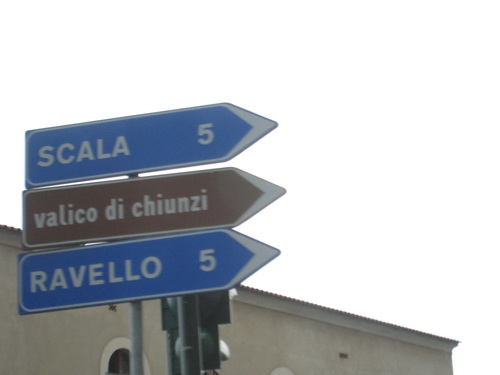 SCALA 5
valico di chiunzi
RAVELLO 5